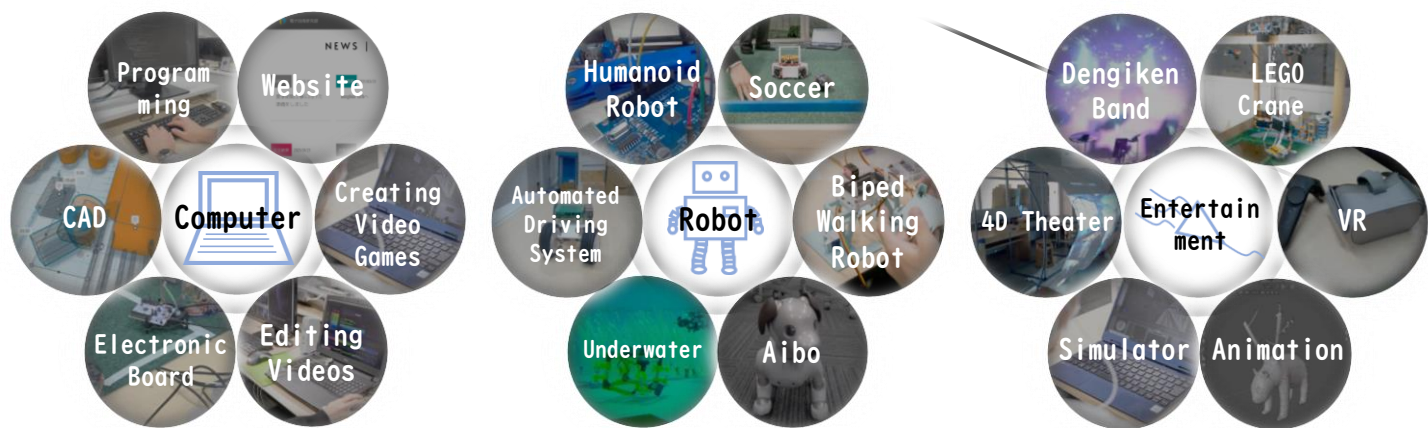 Program
ming
Website
NEWS |
CAD
Computer
Creating
Video
Games
Electronic
Board
Editing
Videos
Humanoid
Robot
Soccer
Automated
Driving
System
Robot
Biped
Walking
Robot
Underwater
Aibo
Dengiken
Band
LEGO
Crane
4D Theater
Entertain
ment
VR
Simulator
Animation